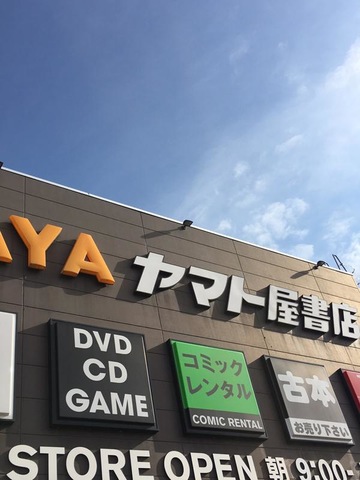 AYA ヤマト屋書店
DVD
CD
GAME
コミック
レンタル
COMIC RENTAL
古本
お売り下さい
STORE OPEN 朝 9:00-